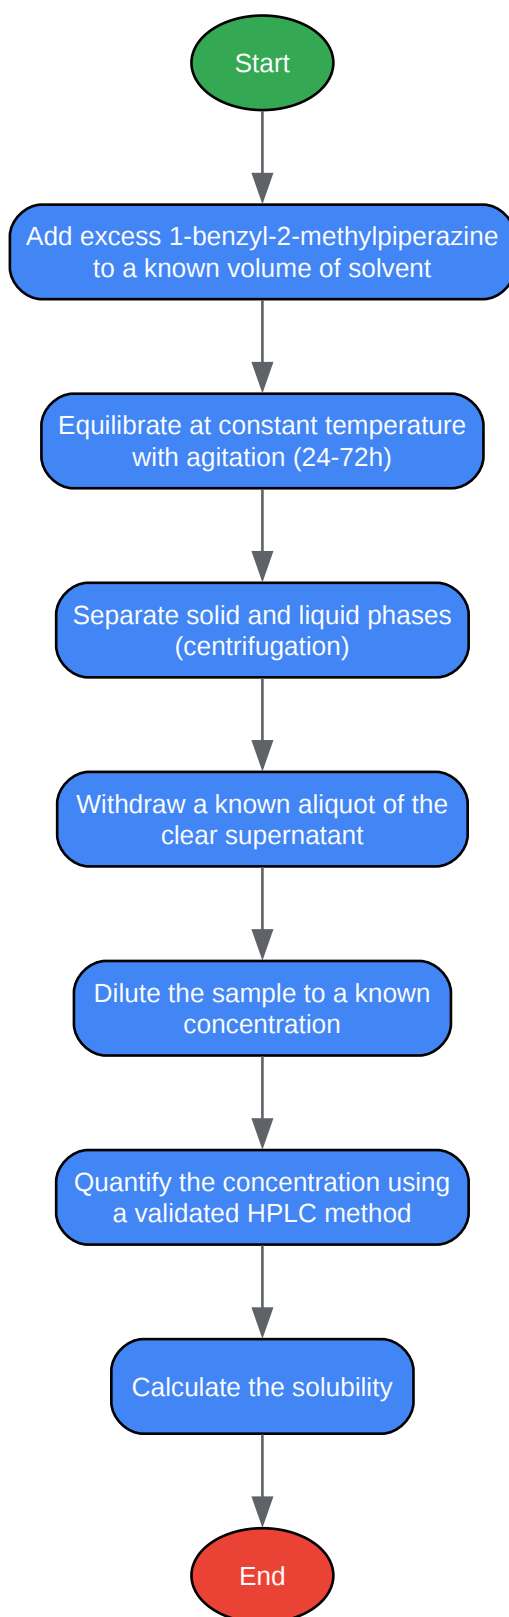 Start
Add excess 1-benzyl-2-methylpiperazine
to a known volume of solvent
Equilibrate at constant temperature
with agitation (24-72h)
Separate solid and liquid phases
(centrifugation)
Withdraw a known aliquot of the
clear supernatant
Dilute the sample to a known
concentration
Quantify the concentration using
a validated HPLC method
Calculate the solubility
End